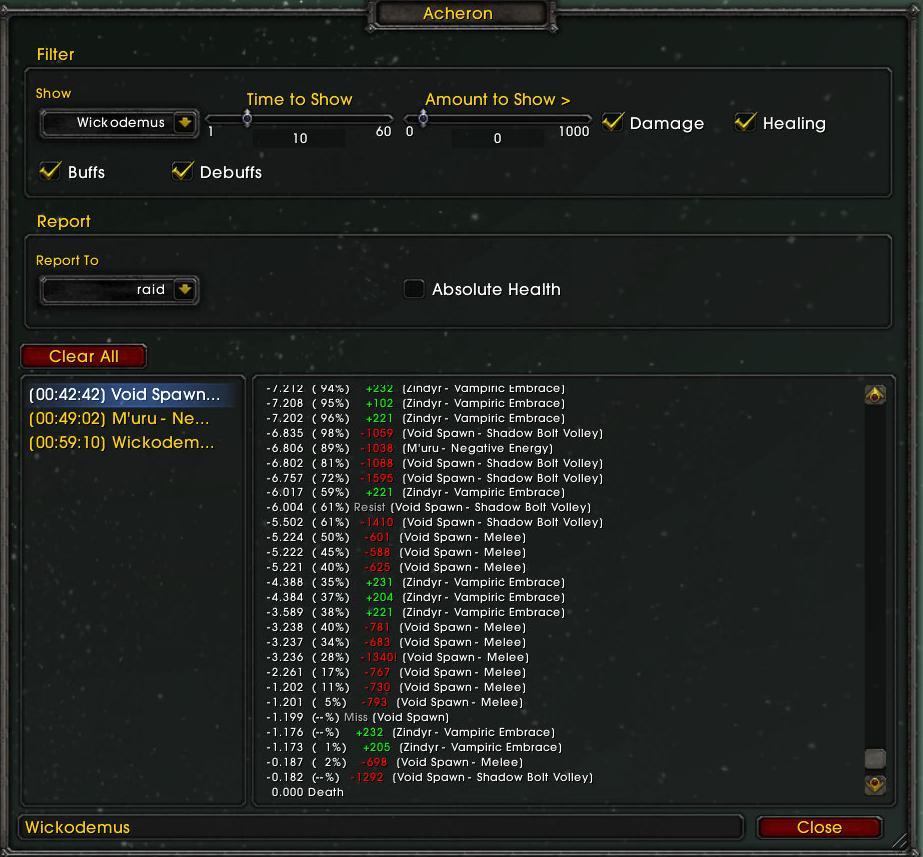 Acheron
Filter
Show
Time to Show
Amount to Show >
Wickodemus
1
60
10
0
1000
0
Damage
Healing
Buffs
Debuffs
Report
Report To
raid
Absolute Health
Clear All
(00:42:42) Void Spawn...
(00:49:02) M'uru - Ne...
(00:59:10) Wickodem...
-7.212 ( 94%) +232 (Zindyr - Vampiric Embrace)
-7.208 ( 95%) +102 (Zindyr - Vampiric Embrace)
-7.202 ( 96%) +221 (Zindyr - Vampiric Embrace)
-6.835 ( 98%) -1059 (Void Spawn - Shadow Bolt Volley)
-6.806 ( 89%) -1038 (M'uru - Negative Energy)
-6.802 ( 81%) -1088 (Void Spawn - Shadow Bolt Volley)
-6.757 ( 72%) -1595 (Void Spawn - Shadow Bolt Volley)
-6.017 ( 59%) +221 (Zindyr - Vampiric Embrace)
-6.004 ( 61%) Resist (Void Spawn - Shadow Bolt Volley)
-5.502 ( 61%) -1410 (Void Spawn - Shadow Bolt Volley)
-5.224 ( 50%) -601 (Void Spawn - Melee)
-5.222 ( 45%) -588 (Void Spawn - Melee)
-5.221 ( 40%) -625 (Void Spawn - Melee)
-4.388 ( 35%) +231 (Zindyr - Vampiric Embrace)
-4.384 ( 37%) +204 (Zindyr - Vampiric Embrace)
-3.589 ( 38%) +221 (Zindyr - Vampiric Embrace)
-3.238 ( 40%) -781 (Void Spawn - Melee)
-3.237 ( 34%) -683 (Void Spawn - Melee)
-3.236 ( 28%) -1340! (Void Spawn - Melee)
-2.261 ( 17%) -767 (Void Spawn - Melee)
-1.202 ( 11%) -730 (Void Spawn - Melee)
-1.201 ( 5%) -793 (Void Spawn - Melee)
-1.199 (--%) Miss (Void Spawn)
-1.176 (--%) +232 (Zindyr - Vampiric Embrace)
-1.173 ( 1%) +205 (Zindyr - Vampiric Embrace)
-0.187 ( 2%) -698 (Void Spawn - Melee)
-0.182 (--%) -1292 (Void Spawn - Shadow Bolt Volley)
0.000 Death
Wickodemus
Close